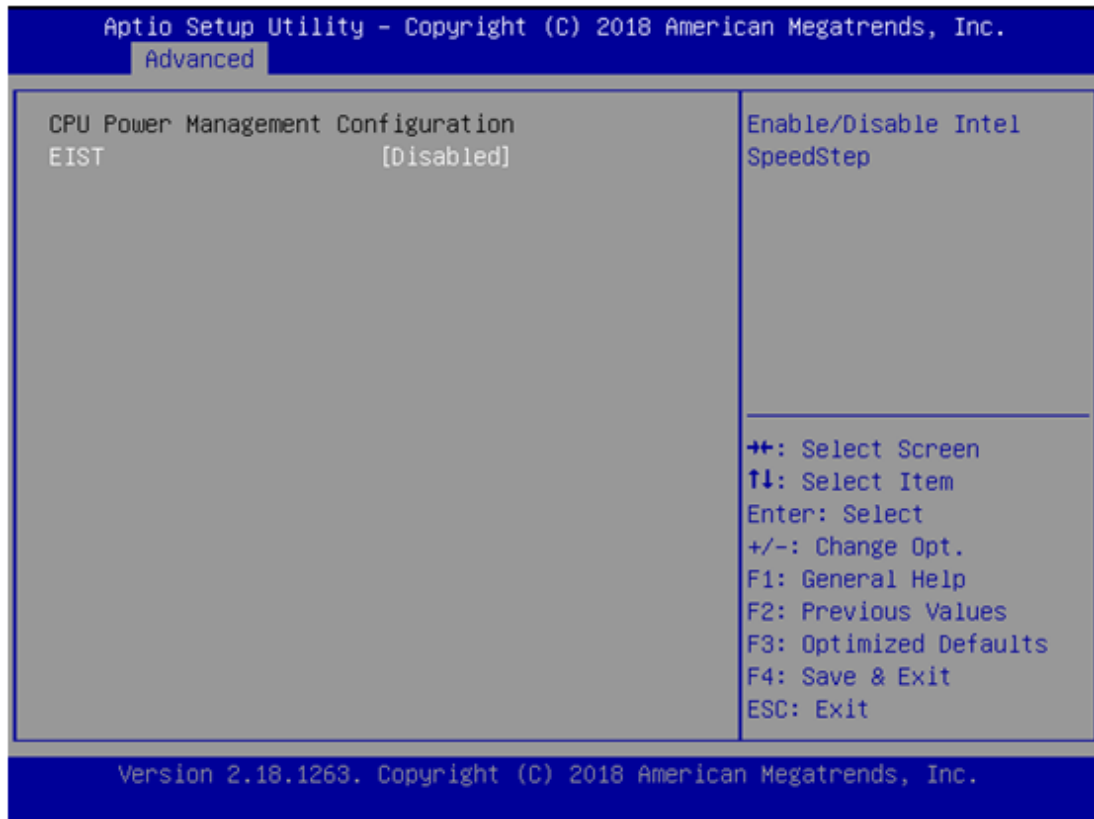 Aptio Setup Utility – Copyright (C) 2018 American Megatrends, Inc.
Advanced
CPU Power Management Configuration
EIST [Disabled]
Enable/Disable Intel
SpeedStep
→←: Select Screen
↑↓: Select Item
Enter: Select
+/-: Change Opt.
F1: General Help
F2: Previous Values
F3: Optimized Defaults
F4: Save & Exit
ESC: Exit
Version 2.18.1263. Copyright (C) 2018 American Megatrends, Inc.